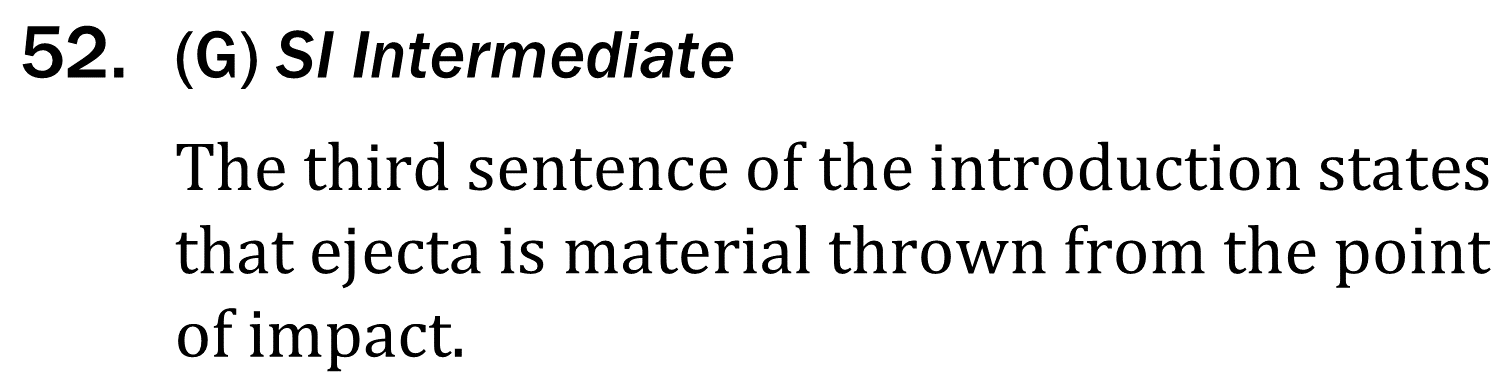 52. (G) SI Intermediate
The third sentence of the introduction states
that ejecta is material thrown from the point
of impact.